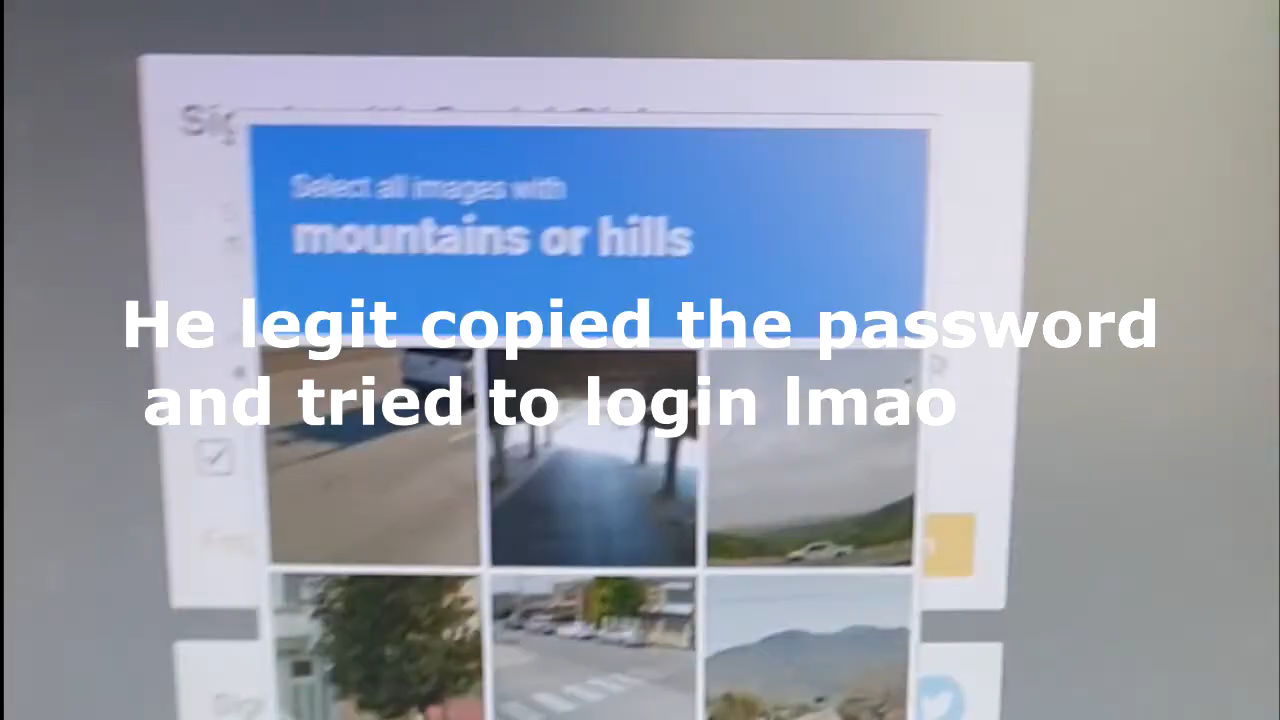 Select all images with
mountains or hills
He legit copied the password
and tried to login lmao